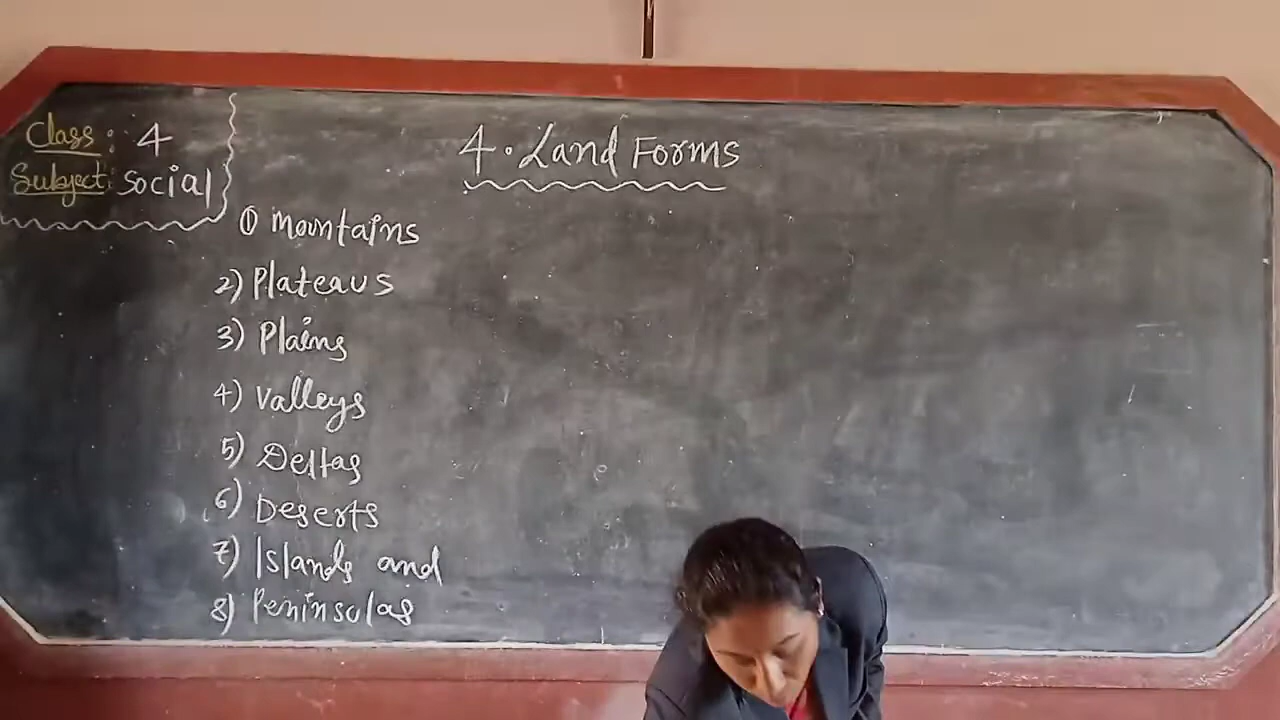 Class: 4
Subject: Social
4. Land Forms
① mountains
2) Plateaus
3) Plains
4) Valleys
5) Deltas
6) Deserts
7) Islands and
8) Peninsulas